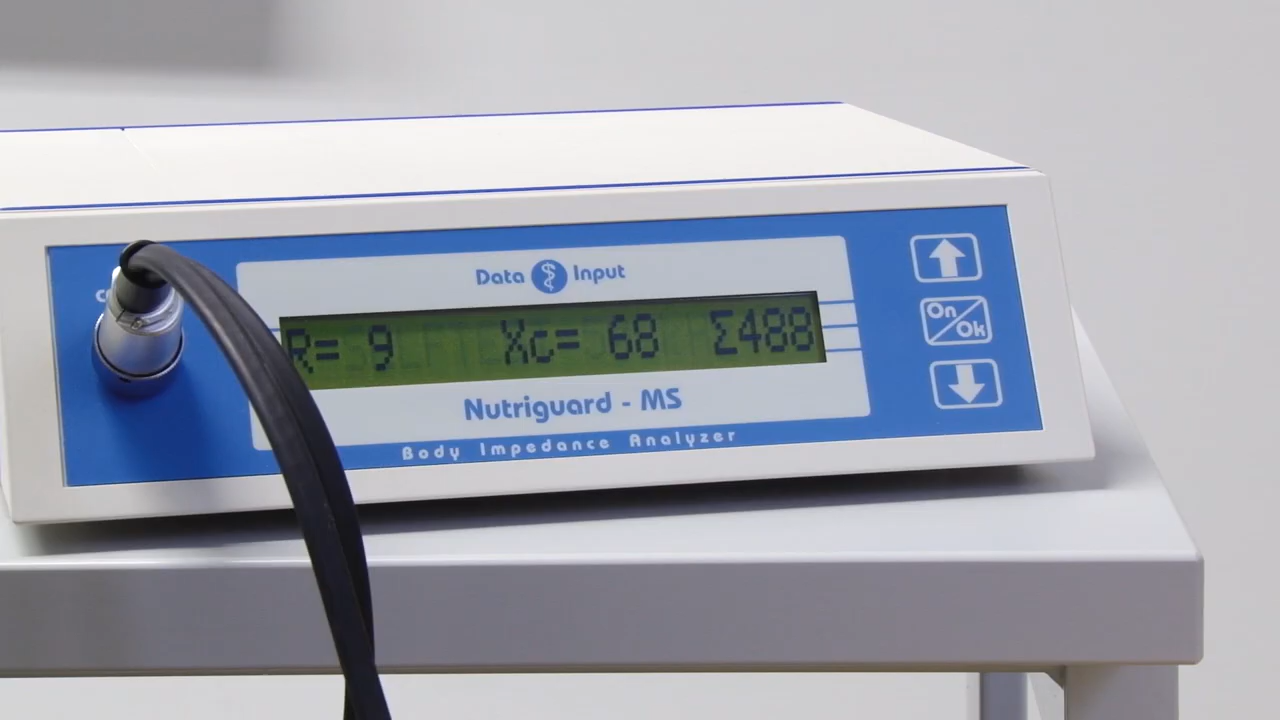 Data Input
R= 9 Xc= 68 Σ488
On/Ok
Nutriguard - MS
Body Impedance Analyzer